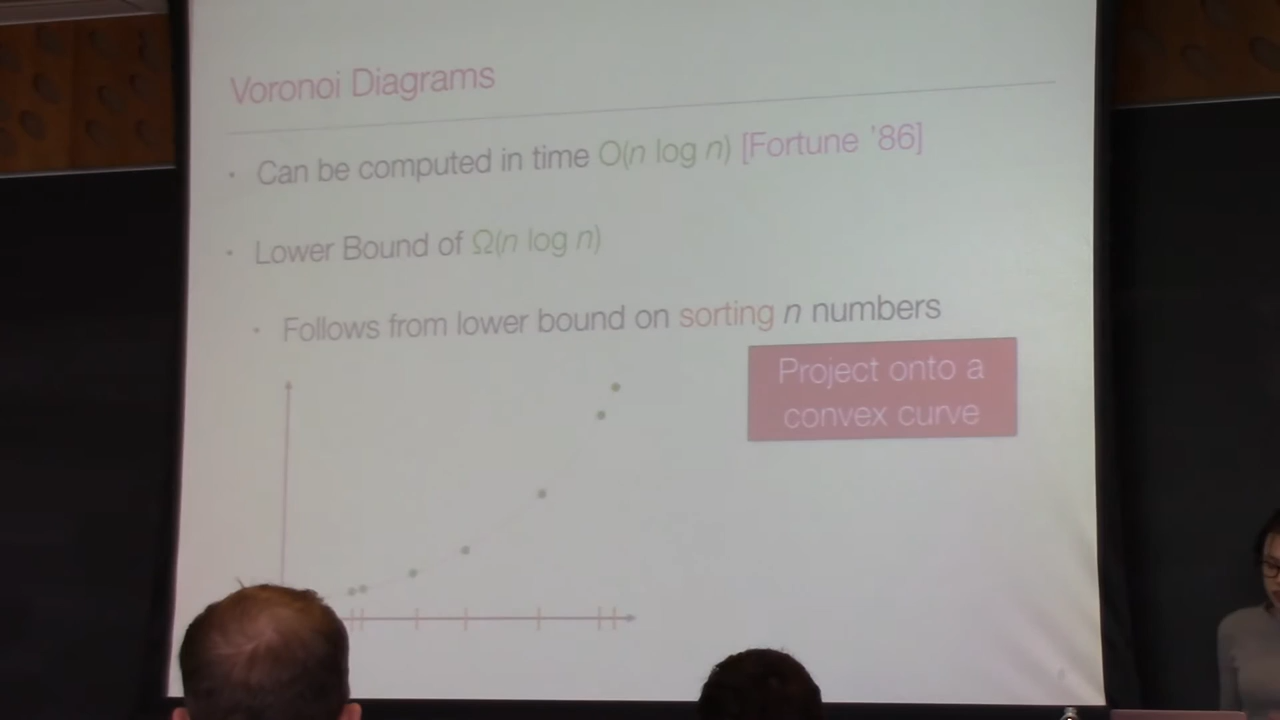 Voronoi Diagrams
• Can be computed in time O(n log n) [Fortune ’86]
• Lower Bound of Ω(n log n)
• Follows from lower bound on sorting n numbers
Project onto a
convex curve